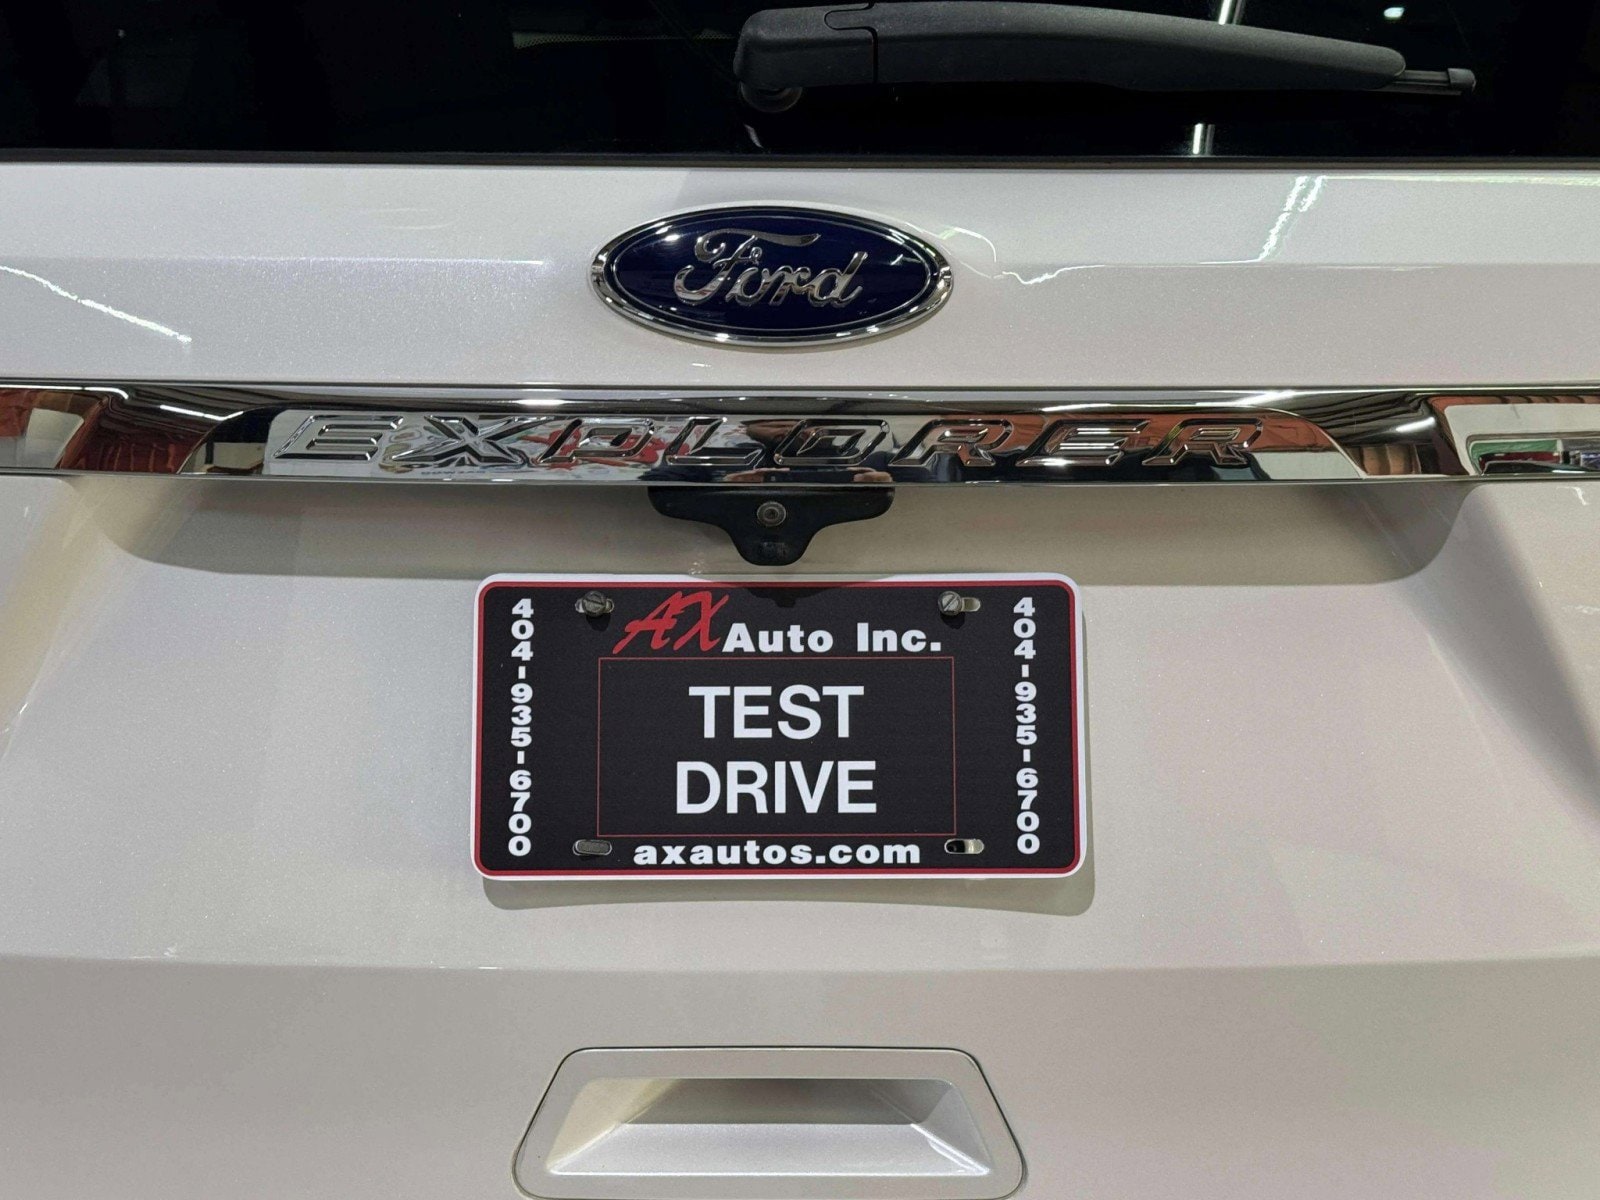 Ford
EXPLORER
AX Auto Inc.
404-935-6700
TEST
DRIVE
404-935-6700
axautos.com